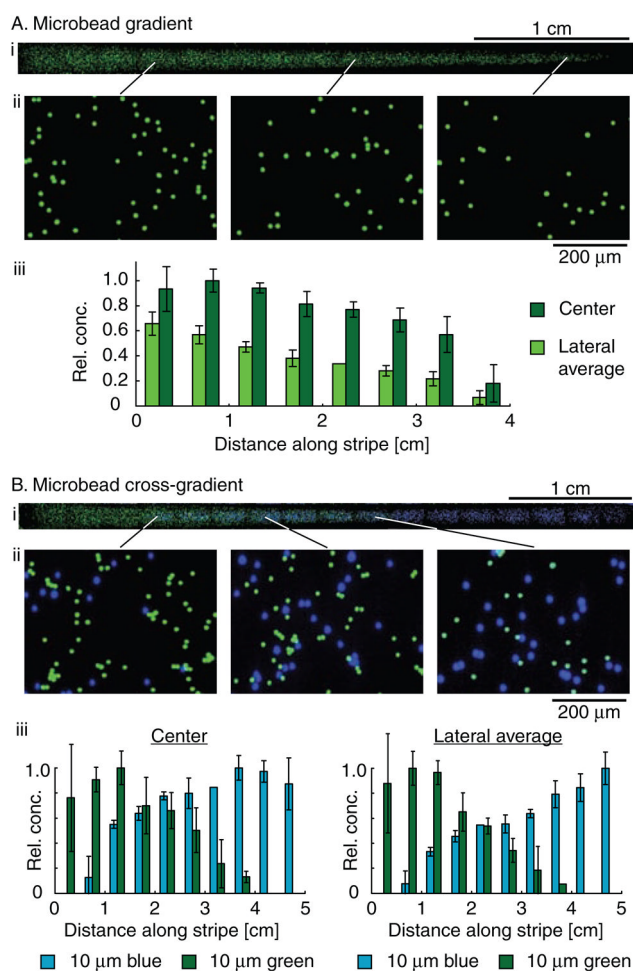 A. Microbead gradient
1 cm
i
ii
200 μm
iii
1.0
0.8
0.6
0.4
0.2
0
Rel. conc.
0 1 2 3 4
Distance along stripe [cm]
Center
Lateral
average
B. Microbead cross-gradient
1 cm
i
ii
200 μm
iii
Center
1.0
0
Rel. conc.
0 1 2 3 4 5
Distance along stripe [cm]
10 μm blue 10 μm green
Lateral average
1.0
0
Rel. conc.
0 1 2 3 4 5
Distance along stripe [cm]
10 μm blue 10 μm green